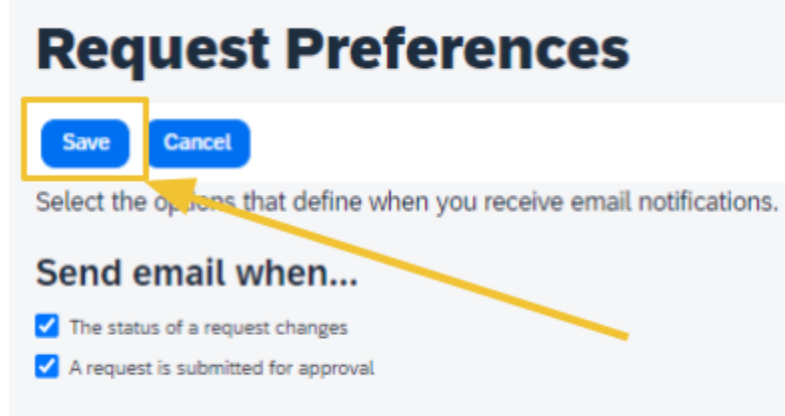 Request Preferences
Save Cancel
Select the options that define when you receive email notifications.
Send email when...
The status of a request changes
A request is submitted for approval